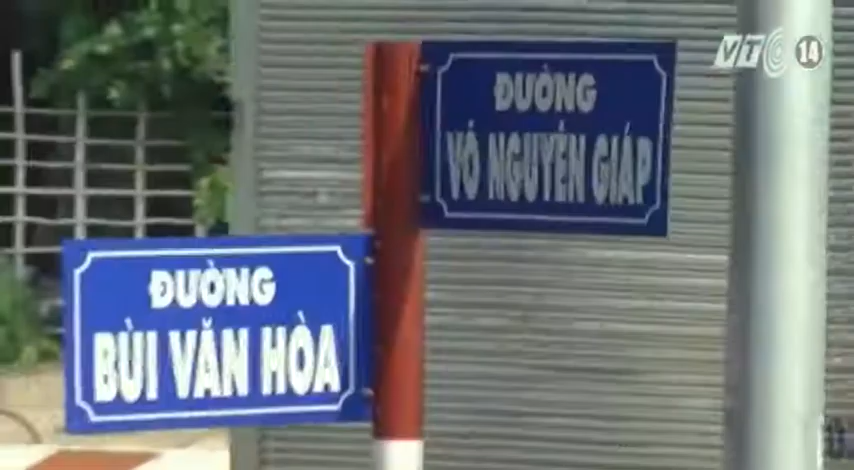 VTC 14
ĐƯỜNG
VÕ NGUYÊN GIÁP
ĐƯỜNG
BÙI VĂN HÒA